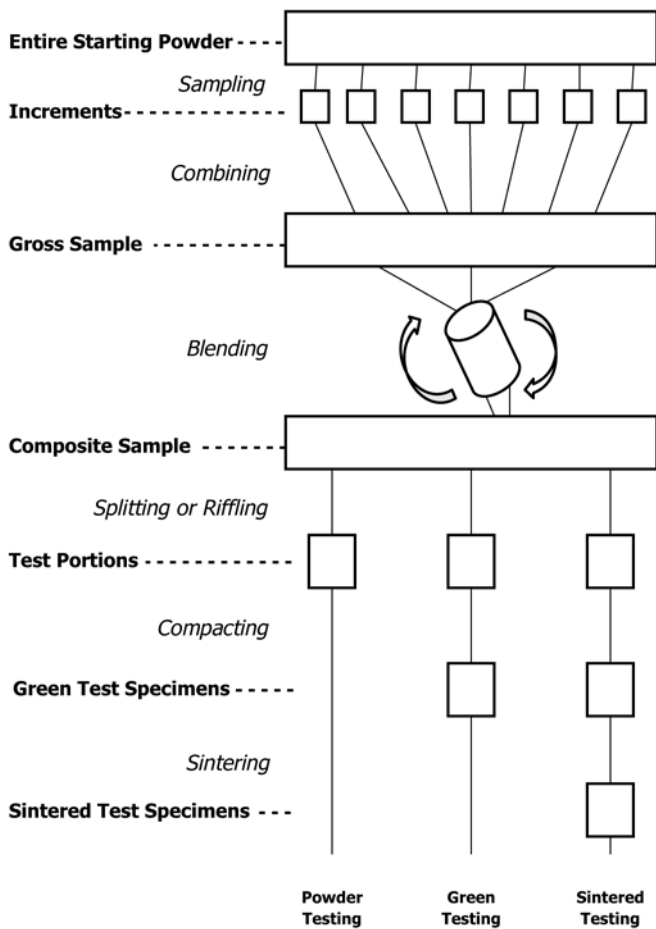 Entire Starting Powder
Sampling
Increments
Combining
Gross Sample
Blending
Composite Sample
Splitting or Riffling
Test Portions
Compacting
Green Test Specimens
Sintering
Sintered Test Specimens
Powder Testing
Green Testing
Sintered Testing